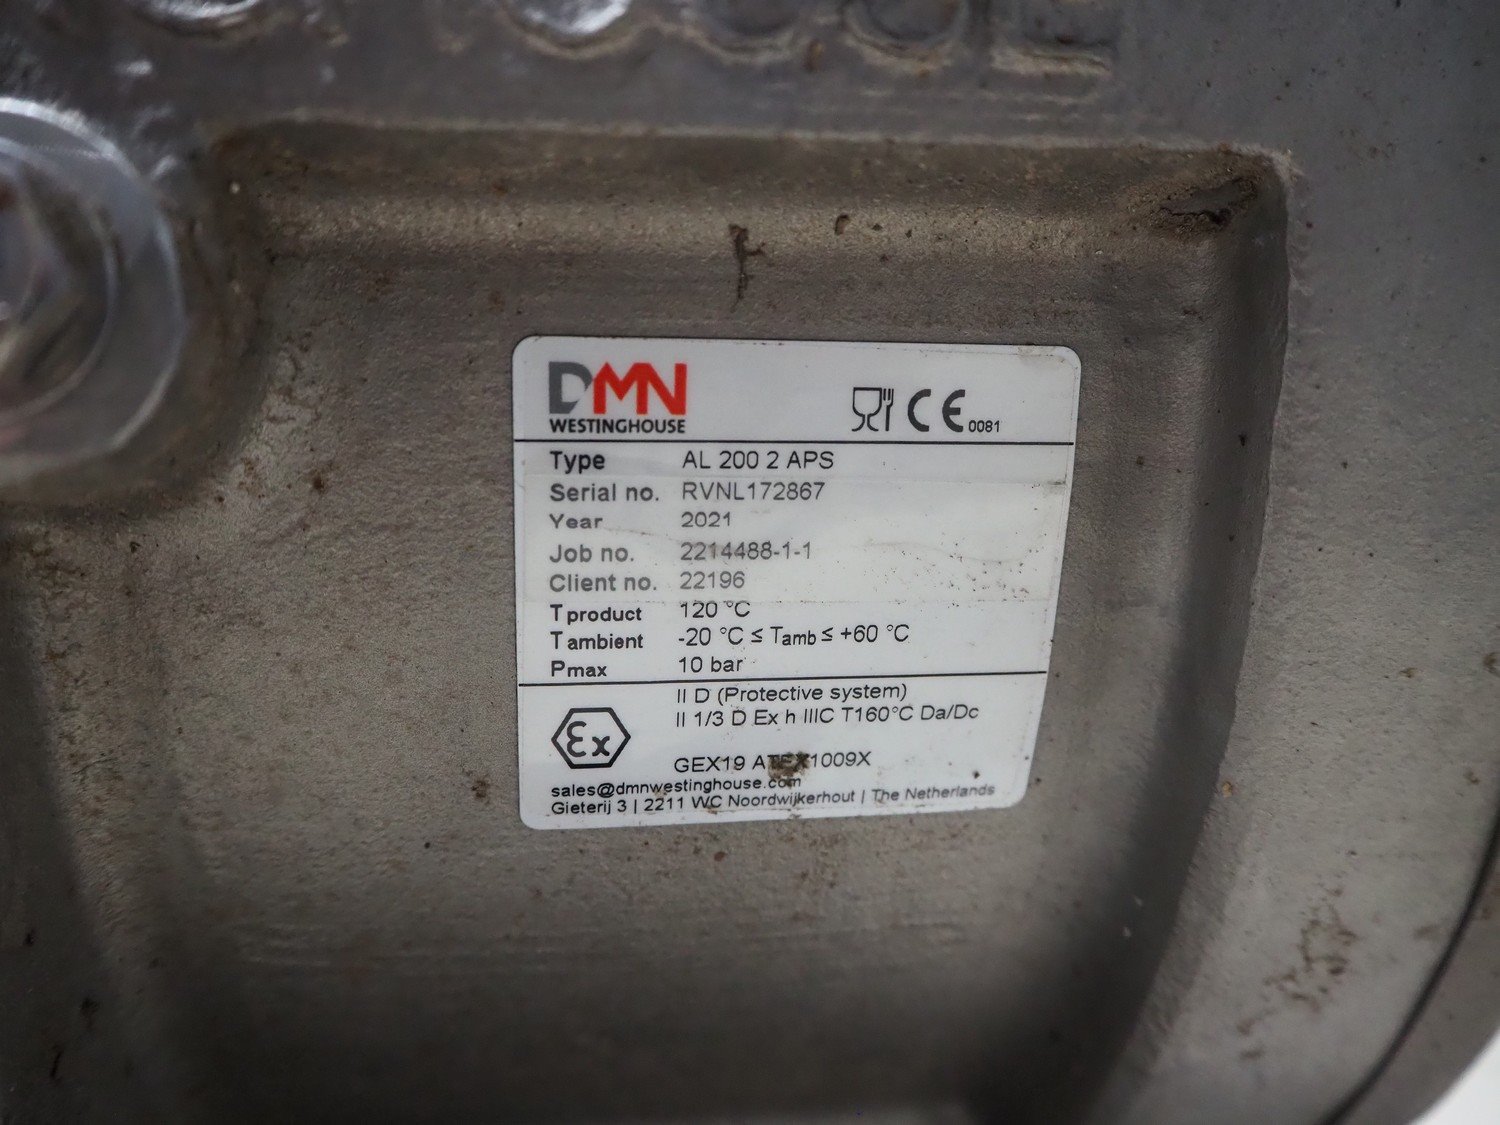 DMN
WESTINGHOUSE
CE 0081
Type AL 200 2 APS
Serial no. RVNL172867
Year 2021
Job no. 2214488-1-1
Client no. 22196
T product 120 °C
T ambient -20 °C ≤ Tamb ≤ +60 °C
Pmax 10 bar
II D (Protective system)
II 1/3 D Ex h IIIC T160°C Da/Dc
Ex
GEX19 ATEX1009X
sales@dmnwestinghouse.com
Gieterij 3 | 2211 WC Noordwijkerhout | The Netherlands